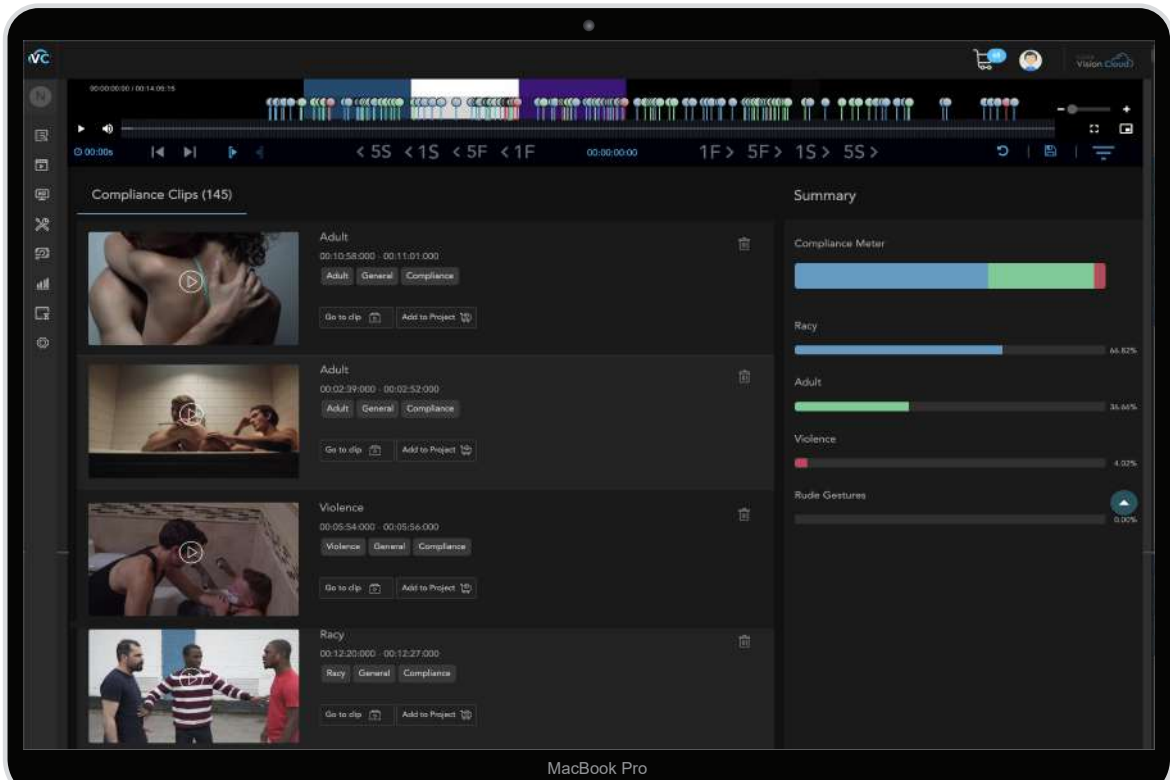 VC
Vision Cloud
N
00:00:00:00 / 00:14:06:15
00:00s
< 5S < 1S < 5F < 1F
00:00:00:00
1F > 5F > 1S > 5S >
Compliance Clips (145)
Summary
Adult
00:10:58:000 - 00:11:01:000
Adult General Compliance
Go to clip Add to Project
Adult
00:02:39:000 - 00:02:52:000
Adult General Compliance
Go to clip Add to Project
Violence
00:05:54:000 - 00:05:56:000
Violence General Compliance
Go to clip Add to Project
Racy
00:12:20:000 - 00:12:27:000
Racy General Compliance
Go to clip Add to Project
Compliance Meter
Racy
66.82%
Adult
36.66%
Violence
4.02%
Rude Gestures
0.00%
MacBook Pro